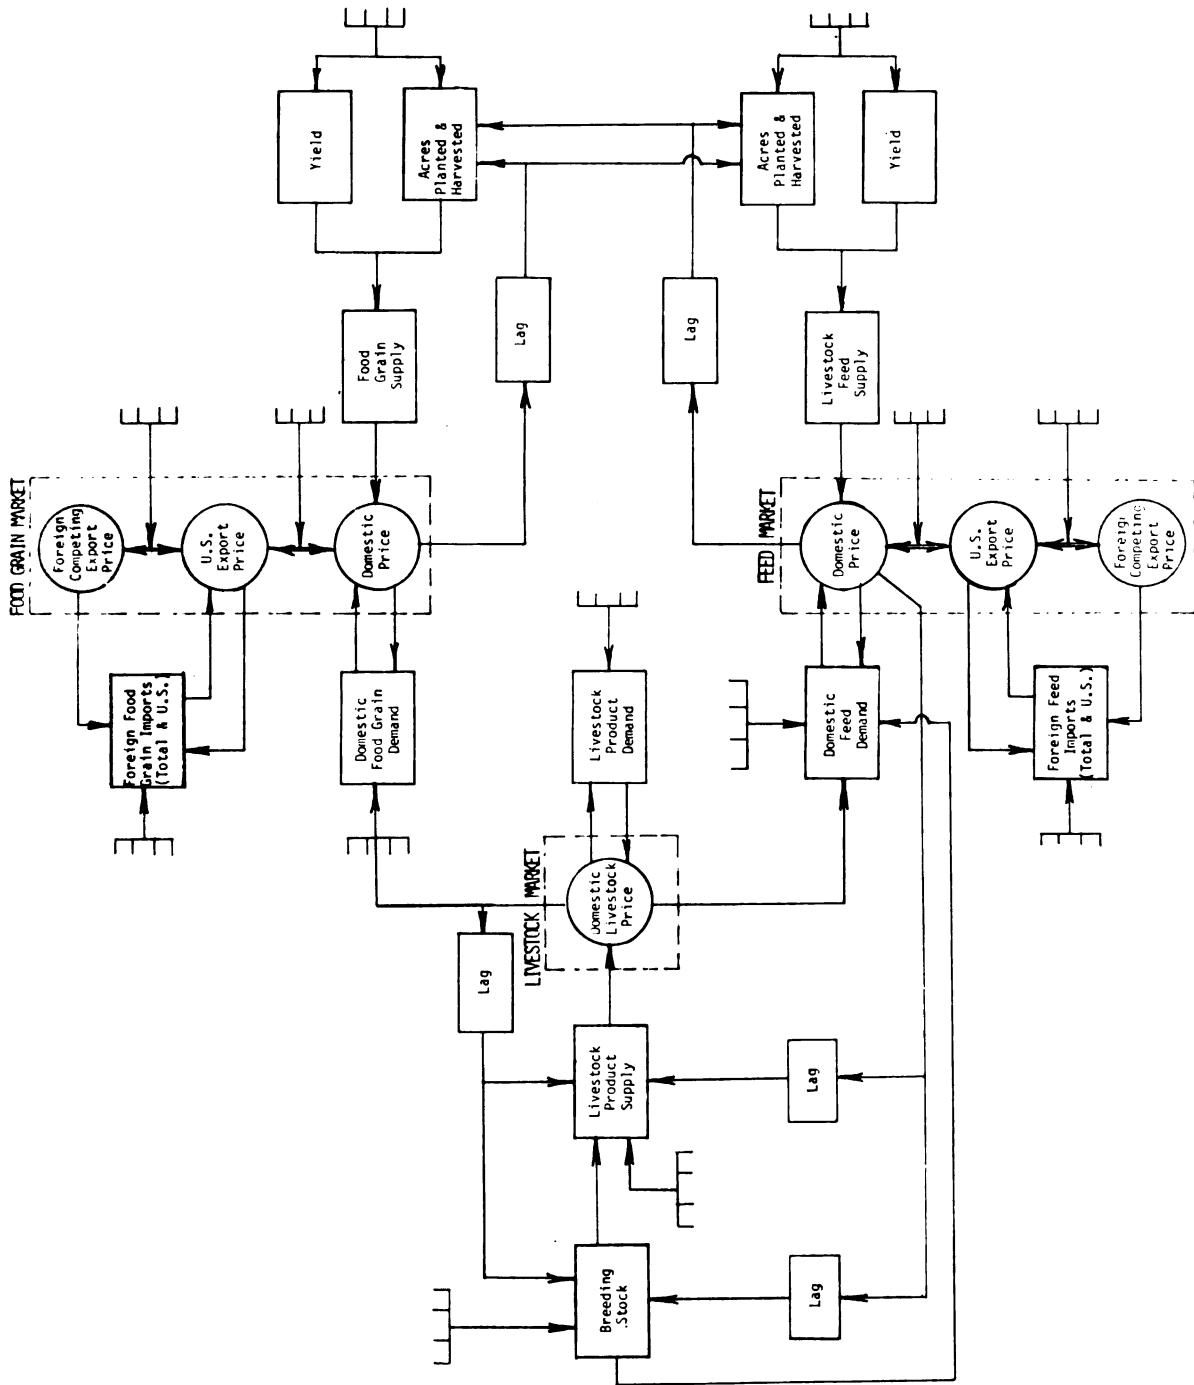 FOOD GRAIN MARKET
Foreign
Competing
Export
Price
U.S.
Export
Price
Domestic
Price
Foreign Food
Grain Imports
(Total & U.S.)
Domestic
Food Grain
Demand
Food
Grain
Supply
Yield
Acres
Planted &
Harvested
Lag
LIVESTOCK MARKET
Domestic
Livestock
Price
Livestock
Product
Demand
Lag
Livestock
Product
Supply
Breeding
.Stock
Lag
Lag
FEED MARKET
Domestic
Price
U.S.
Export
Price
Foreign
Competing
Export
Price
Domestic
Feed
Demand
Foreign Feed
Imports
(Total & U.S.)
Livestock
Feed
Supply
Lag
Acres
Planted &
Harvested
Yield